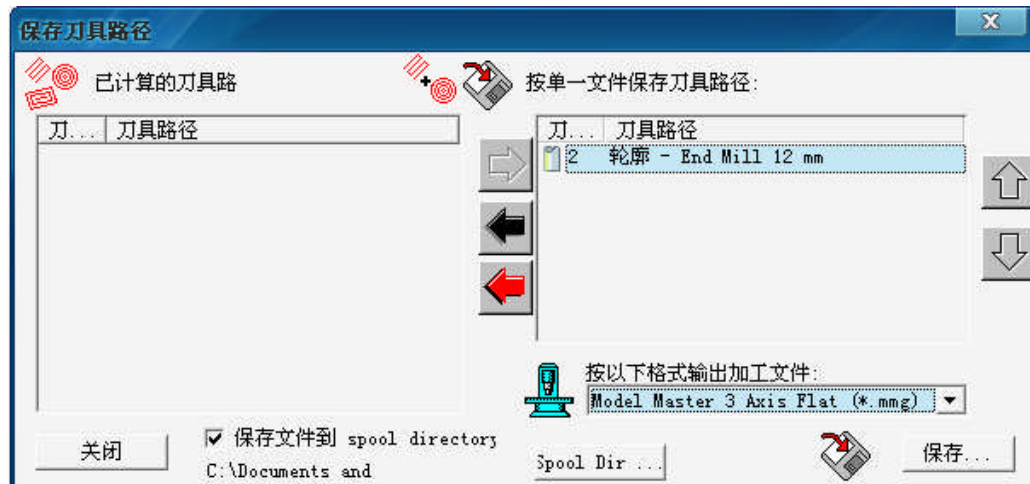 保存刀具路径
已计算的刀具路
按单一文件保存刀具路径:
刀... 刀具路径
刀... 刀具路径
2 轮廓 - End Mill 12 mm
按以下格式输出加工文件:
Model Master 3 Axis Flat (*.mmg)
关闭
保存文件到 spool directory
C:\Documents and
Spool Dir ...
保存...